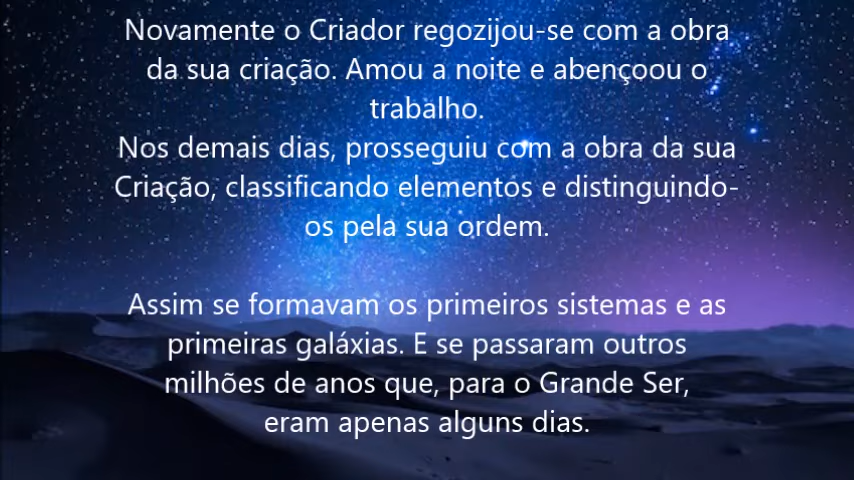 Novamente o Criador regozijou-se com a obra
da sua criação. Amou a noite e abençoou o
trabalho.
Nos demais dias, prosseguiu com a obra da sua
Criação, classificando elementos e distinguindo-
os pela sua ordem.
Assim se formavam os primeiros sistemas e as
primeiras galáxias. E se passaram outros
milhões de anos que, para o Grande Ser,
eram apenas alguns dias.